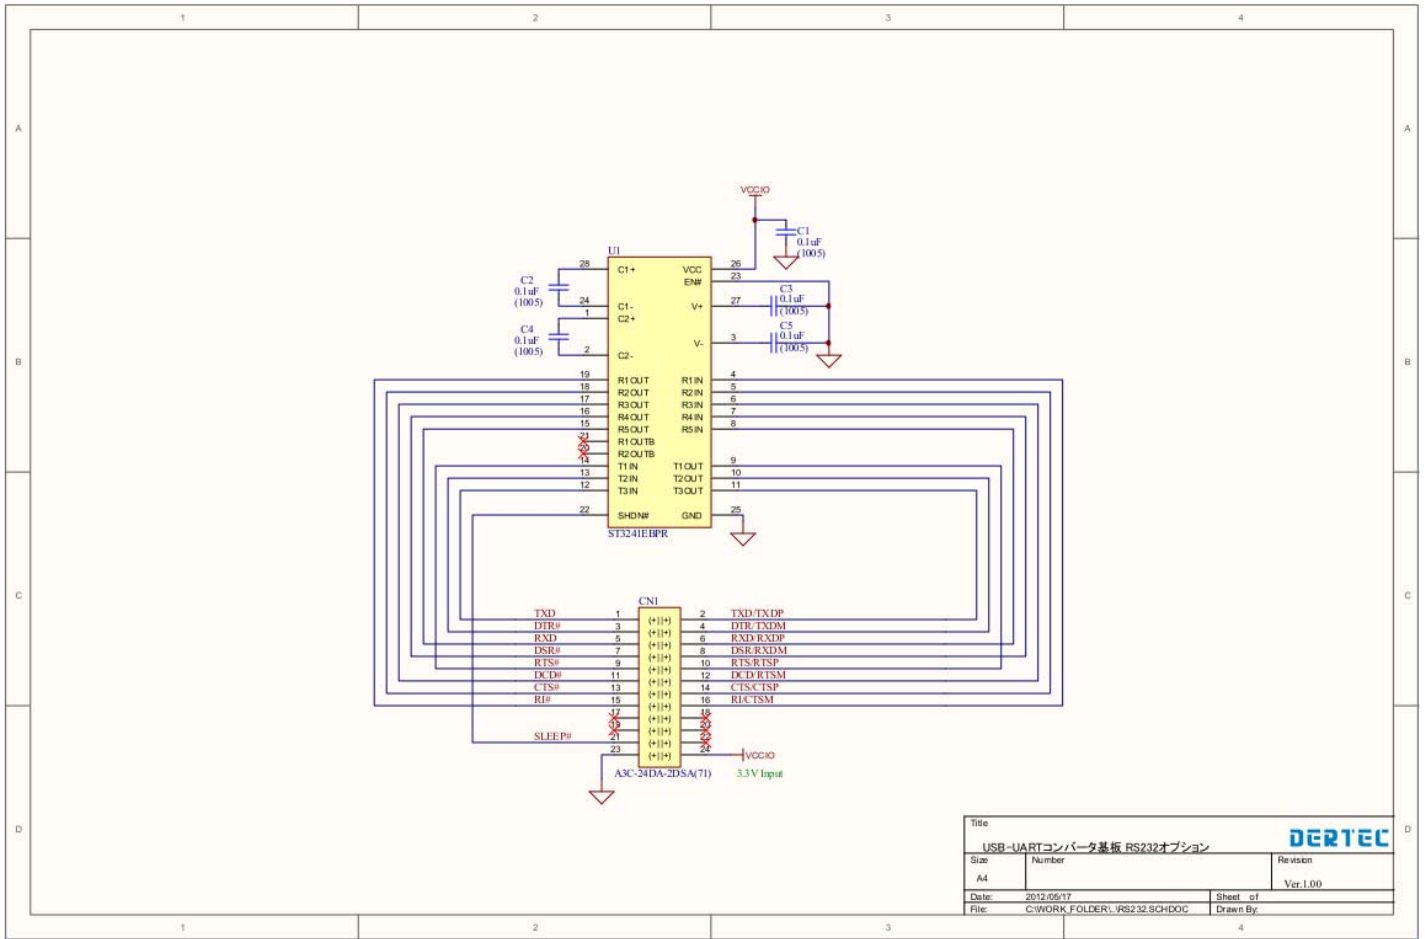 1 2 3 4
A A
B B
C C
D D
1 2 3 4
VCCIO
C1
0.1uF
(1005)
U1
C2
0.1uF
(1005)
C4
0.1uF
(1005)
28 C1+
24 C1-
1 C2+
2 C2-
19 R1OUT
18 R2OUT
17 R3OUT
16 R4OUT
15 R5OUT
21 R1OUTB
20 R2OUTB
14 T1IN
13 T2IN
12 T3IN
22 SHDN#
VCC 26
EN# 23
V+ 27
V- 3
R1IN 4
R2IN 5
R3IN 6
R4IN 7
R5IN 8
T1OUT 9
T2OUT 10
T3OUT 11
GND 25
C3
0.1uF
(1005)
C5
0.1uF
(1005)
ST3241EBPR
CN1
TXD 1 (+||+) 2 TXD/TXDP
DTR# 3 (+||+) 4 DTR/TXDM
RXD 5 (+||+) 6 RXD/RXDP
DSR# 7 (+||+) 8 DSR/RXDM
RTS# 9 (+||+) 10 RTS/RTSP
DCD# 11 (+||+) 12 DCD/RTSM
CTS# 13 (+||+) 14 CTS/CTSP
RI# 15 (+||+) 16 RI/CTSM
17 (+||+) 18
19 (+||+) 20
SLEEP# 21 (+||+) 22
23 (+||+) 24 VCCIO
A3C-24DA-2DSA(71) 3.3V Input
Title
USB-UARTコンバータ基板 RS232オプション
DERTEC
Size Number Revision
A4 Ver.1.00
Date: 2012/05/17 Sheet of
File: C:\WORK_FOLDER\..\RS232.SCHDOC Drawn By: